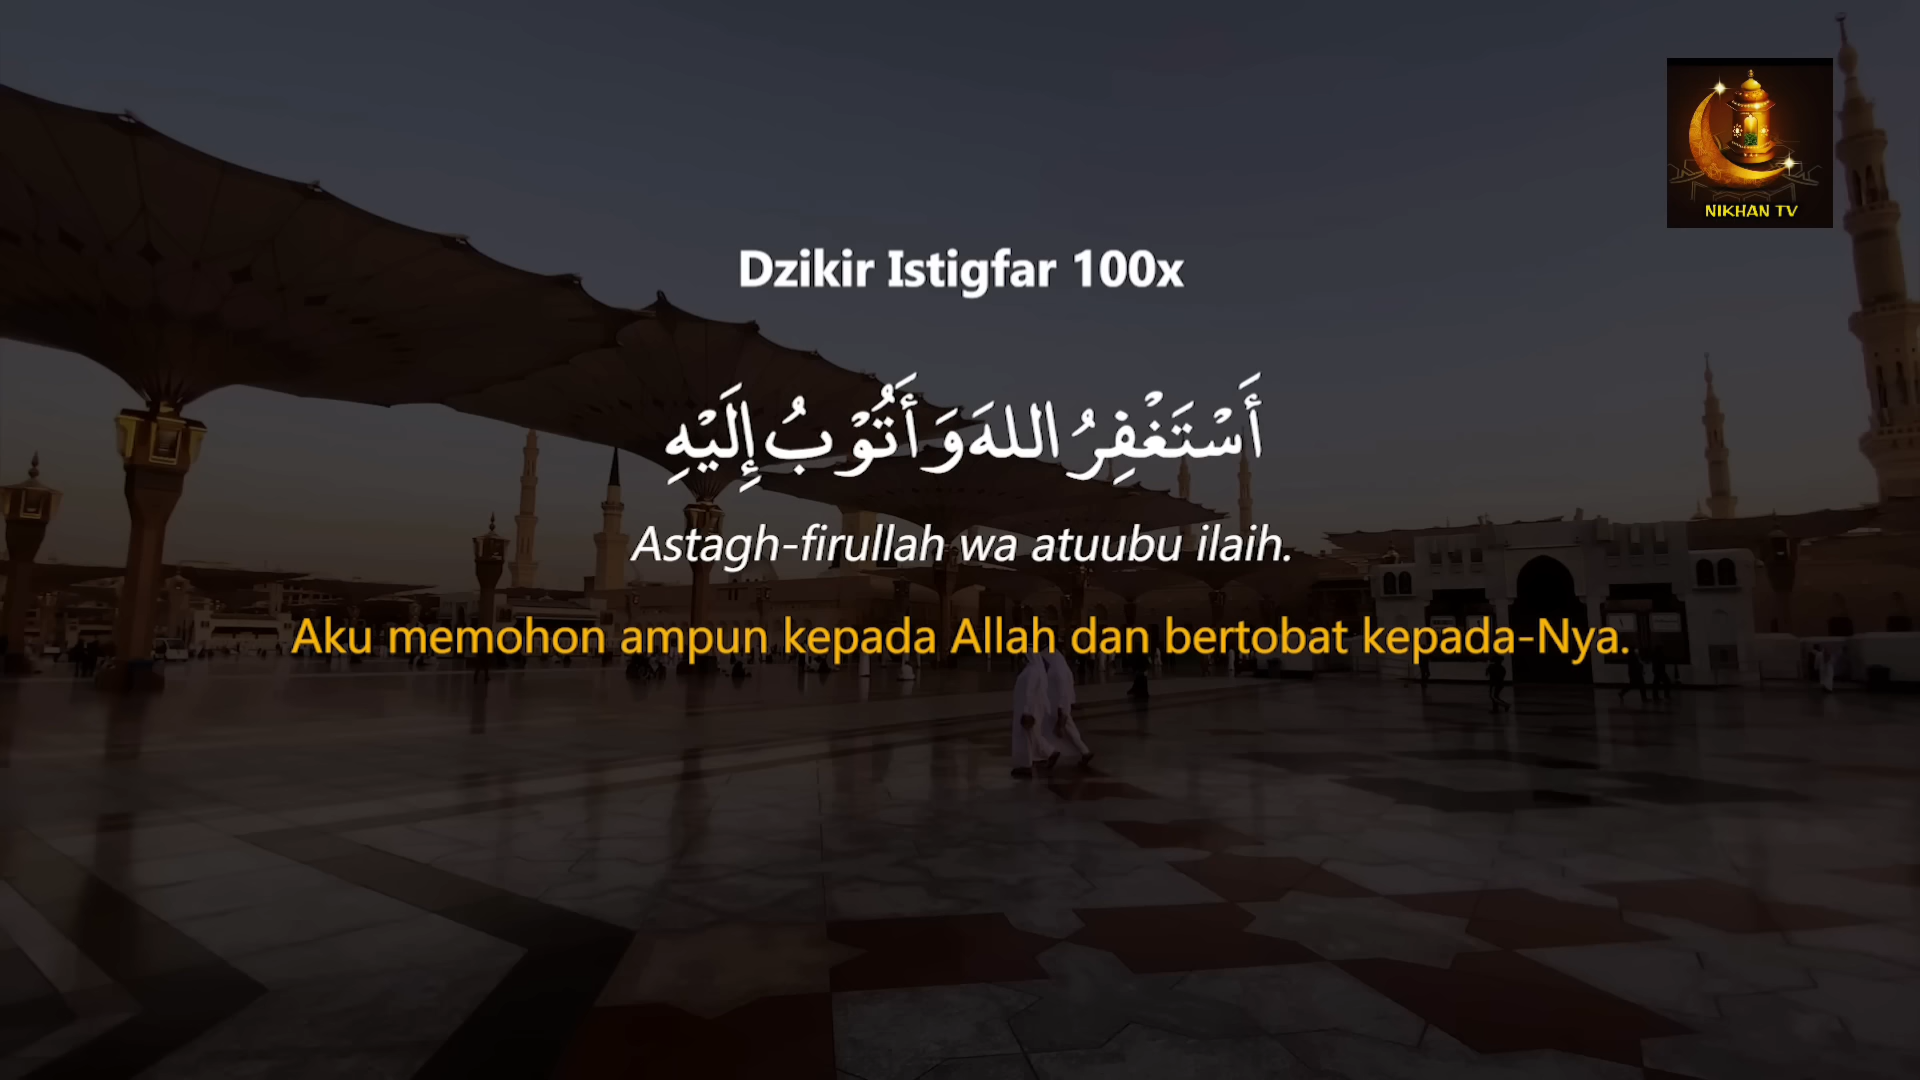 NIKHAN TV
Dzikir Istigfar 100x
أَسْتَغْفِرُ اللهَ وَ أَتُوْبُ إِلَيْهِ
Astagh-firullah wa atuubu ilaih.
Aku memohon ampun kepada Allah dan bertobat kepada-Nya.